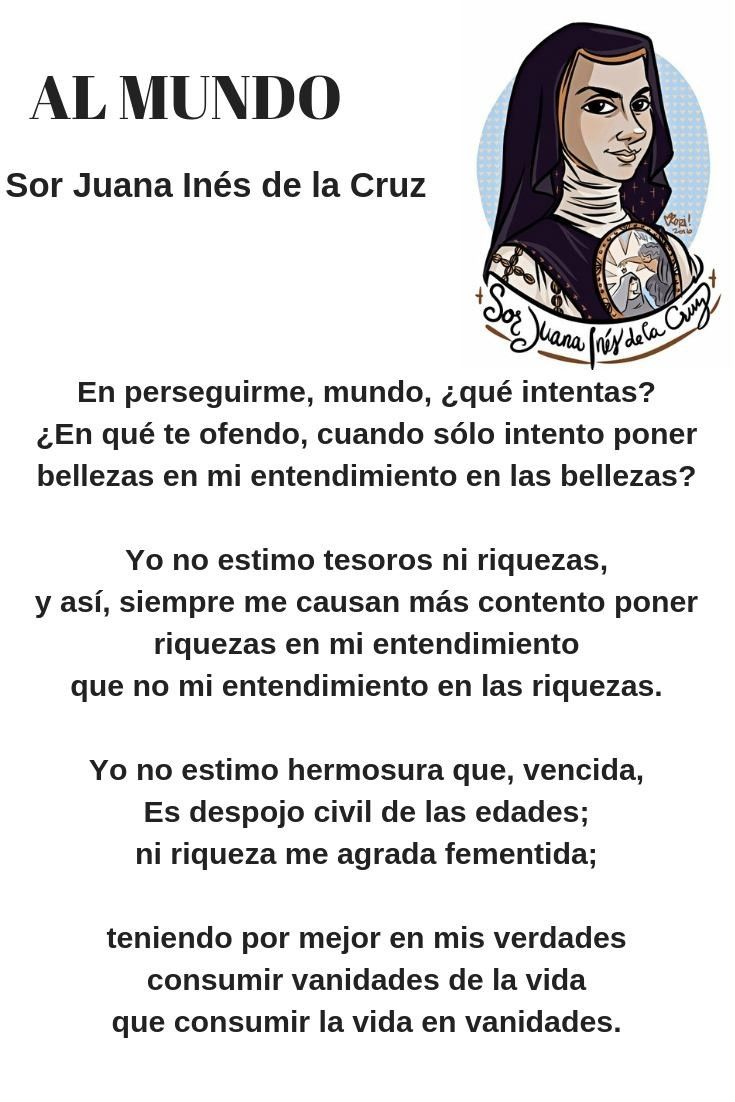 AL MUNDO
Sor Juana Inés de la Cruz
2016
Sor Juana Inés de la Cruz
En perseguirme, mundo, ¿qué intentas?
¿En qué te ofendo, cuando sólo intento poner
bellezas en mi entendimiento en las bellezas?
Yo no estimo tesoros ni riquezas,
y así, siempre me causan más contento poner
riquezas en mi entendimiento
que no mi entendimiento en las riquezas.
Yo no estimo hermosura que, vencida,
Es despojo civil de las edades;
ni riqueza me agrada fementida;
teniendo por mejor en mis verdades
consumir vanidades de la vida
que consumir la vida en vanidades.